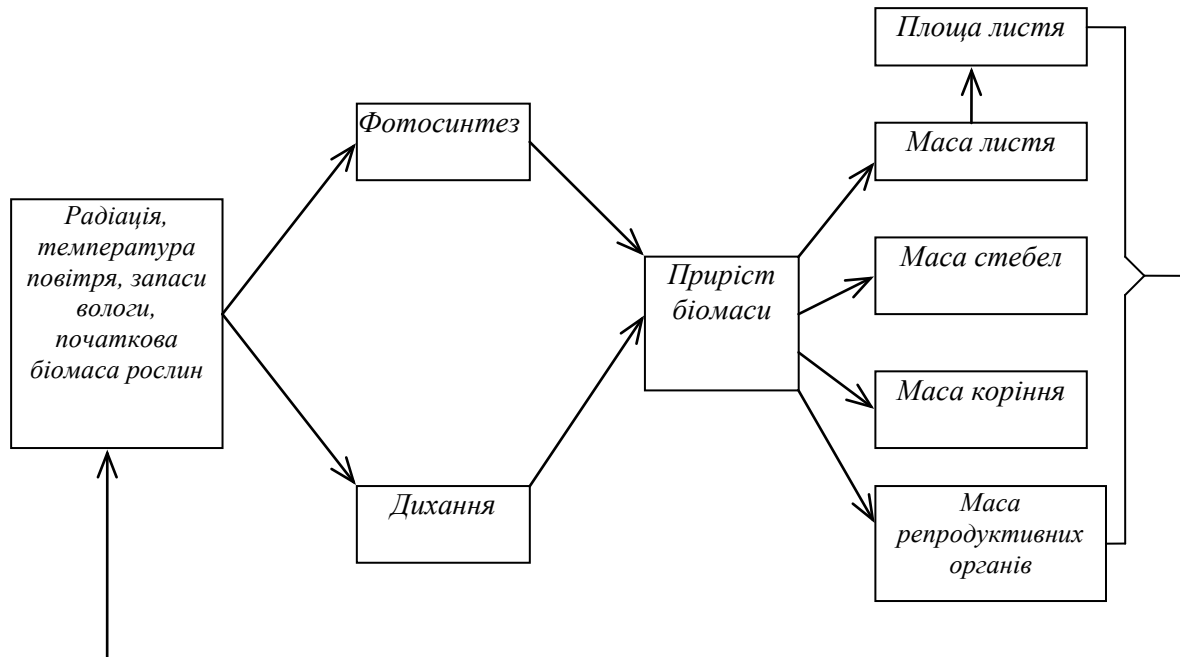 Площа листя
Фотосинтез
Маса листя
Радіація,
температура
повітря, запаси
вологи,
початкова
біомаса рослин
Приріст
біомаси
Маса стебел
Маса коріння
Дихання
Маса
репродуктивних
органів